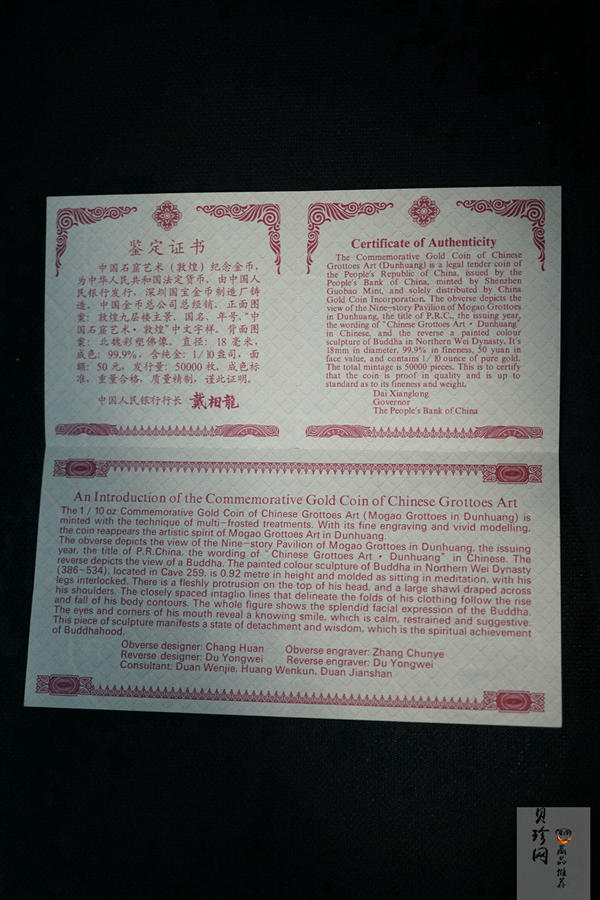 鉴定证书
中国石窟艺术(敦煌)纪念金币,
为中华人民共和国法定货币, 由中国人
民银行发行, 深圳国宝金币制造厂铸
造, 中国金币总公司总经销。正面图
案: 敦煌九层楼主景、国名、年号、“中
国石窟艺术·敦煌”中文字样。背面图
案: 北魏彩塑佛像。直径: 18 毫米,
成色: 99.9%, 含纯金: 1/10盎司, 面
额: 50 元, 发行量: 50000 枚。成色标
准, 重量合格, 质量精制, 谨此证明。
中国人民银行行长 戴相龍
Certificate of Authenticity
The Commemorative Gold Coin of Chinese
Grottoes Art (Dunhuang) is a legal tender coin of
the People's Republic of China, issued by the
People's Bank of China, minted by Shenzhen
Guobao Mint, and solely distributed by China
Gold Coin Incorporation. The obverse depicts the
view of the Nine-story Pavilion of Mogao Grottoes
in Dunhuang, the title of P.R.C., the issuing year,
the wording of “Chinese Grottoes Art · Dunhuang”
in Chinese, and the reverse a painted colour
sculpture of Buddha in Northern Wei Dynasty. It's
18mm in diameter, 99.9% in fineness, 50 yuan in
face value, and contains 1/10 ounce of pure gold.
The total mintage is 50000 pieces. This is to certify
that the coin is proof in quality and is up to
standard as to its fineness and weight.
Dai Xianglong
Governor
The People's Bank of China
An Introduction of the Commemorative Gold Coin of Chinese Grottoes Art
The 1/10 oz Commemorative Gold Coin of Chinese Grottoes Art (Mogao Grottoes in Dunhuang) is
minted with the technique of multi-frosted treatments. With its fine engraving and vivid modelling,
the coin reappears the artistic spirit of Mogao Grottoes Art in Dunhuang.
The obverse depicts the view of the Nine-story Pavilion of Mogao Grottoes in Dunhuang, the issuing
year, the title of P.R.China, the wording of “Chinese Grottoes Art · Dunhuang” in Chinese. The
reverse depicts the view of a Buddha. The painted colour sculpture of Buddha in Northern Wei Dynasty
(386-534), located in Cave 259, is 0.92 metre in height and molded as sitting in meditation, with his
legs interlocked. There is a fleshly protrusion on the top of his head, and a large shawl draped across
his shoulders. The closely spaced intaglio lines that delineate the folds of his clothing follow the rise
and fall of his body contours. The whole figure shows the splendid facial expression of the Buddha.
The eyes and corners of his mouth reveal a knowing smile, which is calm, restrained and suggestive.
This piece of sculpture manifests a state of detachment and wisdom, which is the spiritual achievement
of Buddhahood.
Obverse designer: Chang Huan Obverse engraver: Zhang Chunye
Reverse designer: Du Yongwei Reverse engraver: Du Yongwei
Consultant: Duan Wenjie, Huang Wenkun, Duan Jianshan
贝珍网
藏品推荐